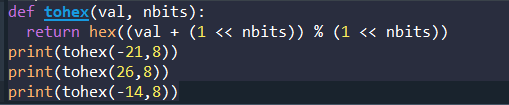 def tohex(val, nbits):
  return hex((val + (1 << nbits)) % (1 << nbits))
print(tohex(-21,8))
print(tohex(26,8))
print(tohex(-14,8))